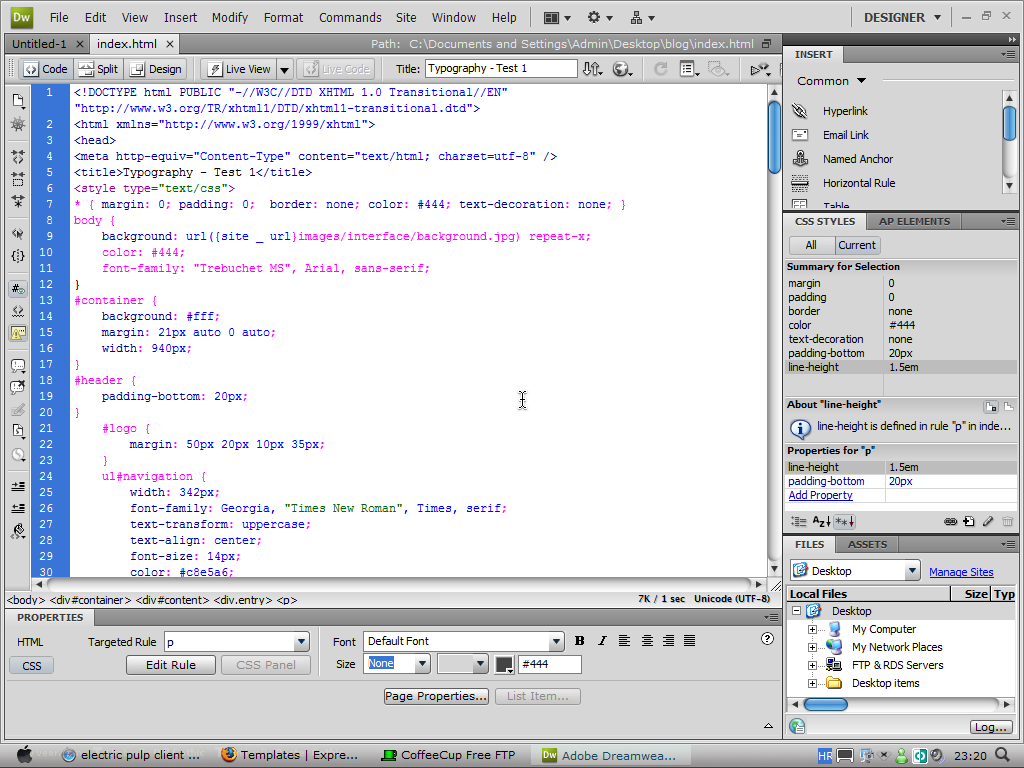 Dw File Edit View Insert Modify Format Commands Site Window Help DESIGNER
Untitled-1 index.html Path: C:\Documents and Settings\Admin\Desktop\blog\index.html
Code Split Design Live View Live Code Title: Typography - Test 1
1 <!DOCTYPE html PUBLIC "-//W3C//DTD XHTML 1.0 Transitional//EN"
"http://www.w3.org/TR/xhtml1/DTD/xhtml1-transitional.dtd">
2 <html xmlns="http://www.w3.org/1999/xhtml">
3 <head>
4 <meta http-equiv="Content-Type" content="text/html; charset=utf-8" />
5 <title>Typography - Test 1</title>
6 <style type="text/css">
7 * { margin: 0; padding: 0;  border: none; color: #444; text-decoration: none; }
8 body {
9 background: url({site _ url}images/interface/background.jpg) repeat-x;
10 color: #444;
11 font-family: "Trebuchet MS", Arial, sans-serif;
12 }
13 #container {
14 background: #fff;
15 margin: 21px auto 0 auto;
16 width: 940px;
17 }
18 #header {
19 padding-bottom: 20px;
20 }
21 #logo {
22 margin: 50px 20px 10px 35px;
23 }
24 ul#navigation {
25 width: 342px;
26 font-family: Georgia, "Times New Roman", Times, serif;
27 text-transform: uppercase;
28 text-align: center;
29 font-size: 14px;
30 color: #c8e5a6;
<body> <div#container> <div#content> <div.entry> <p> 7K / 1 sec Unicode (UTF-8)
PROPERTIES
HTML Targeted Rule p Font Default Font B I
CSS Edit Rule CSS Panel Size None #444
Page Properties... List Item...
INSERT
Common
Hyperlink
Email Link
Named Anchor
Horizontal Rule
Table
CSS STYLES AP ELEMENTS
All Current
Summary for Selection
margin 0
padding 0
border none
color #444
text-decoration none
padding-bottom 20px
line-height 1.5em
About "line-height"
line-height is defined in rule "p" in inde...
Properties for "p"
line-height 1.5em
padding-bottom 20px
Add Property
FILES ASSETS
Desktop Manage Sites
Local Files Size Typ
Desktop
My Computer
My Network Places
FTP & RDS Servers
Desktop items
Log...
electric pulp client ... Templates | Expre... CoffeeCup Free FTP Dw Adobe Dreamwea... HR 23:20